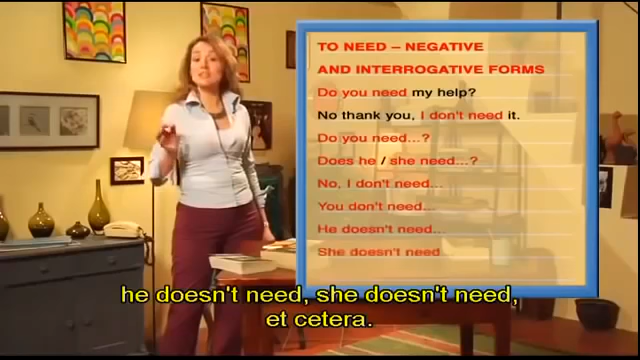 TO NEED – NEGATIVE
AND INTERROGATIVE FORMS
Do you need my help?
No thank you, I don't need it.
Do you need...?
Does he / she need...?
No, I don't need...
You don't need...
He doesn't need...
She doesn't need...
he doesn't need, she doesn't need,
et cetera.